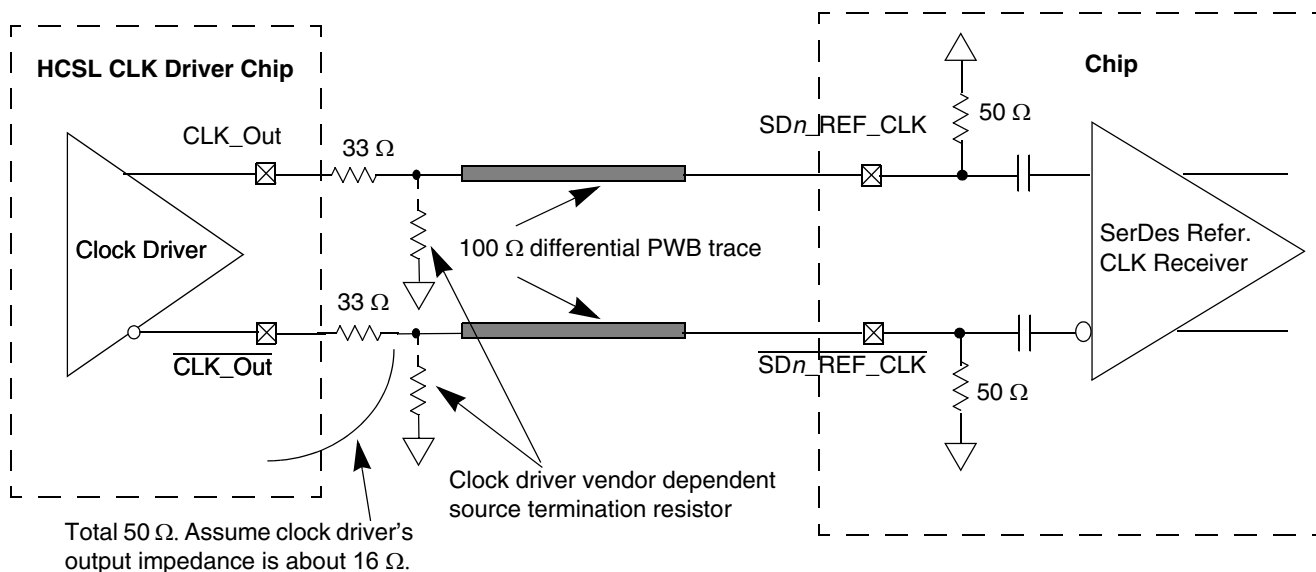 HCSL CLK Driver Chip
Chip
CLK_Out
33 Ω
SDn_REF_CLK
50 Ω
Clock Driver
100 Ω differential PWB trace
SerDes Refer.
CLK Receiver
33 Ω
CLK_Out
SDn_REF_CLK
50 Ω
Clock driver vendor dependent
source termination resistor
Total 50 Ω. Assume clock driver's
output impedance is about 16 Ω.